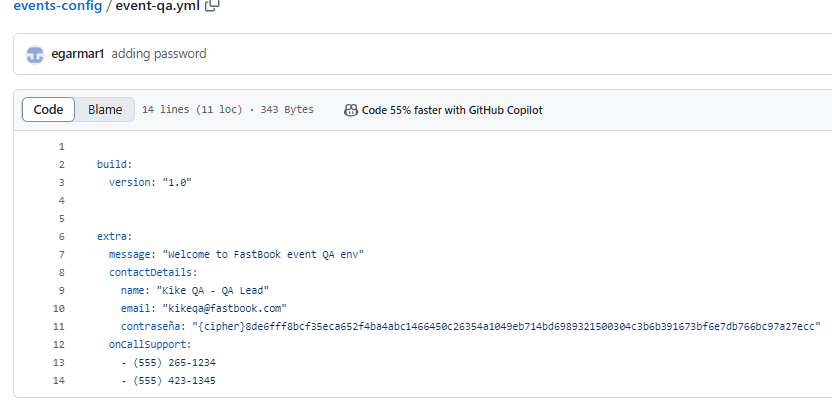 events-config / event-qa.yml
egarmar1 adding password
Code Blame 14 lines (11 loc) · 343 Bytes Code 55% faster with GitHub Copilot
1
2 build:
3 version: "1.0"
4
5
6 extra:
7 message: "Welcome to FastBook event QA env"
8 contactDetails:
9 name: "Kike QA - QA Lead"
10 email: "kikeqa@fastbook.com"
11 contraseña: "{cipher}8de6fff8bcf35eca652f4ba4abc1466450c26354a1049eb714bd6989321500304c3b6b391673bf6e7db766bc97a27ecc"
12 onCallSupport:
13 - (555) 265-1234
14 - (555) 423-1345